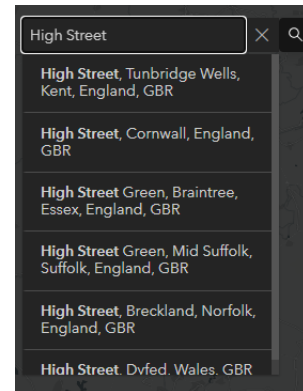 High Street
High Street, Tunbridge Wells,
Kent, England, GBR
High Street, Cornwall, England,
GBR
High Street Green, Braintree,
Essex, England, GBR
High Street Green, Mid Suffolk,
Suffolk, England, GBR
High Street, Breckland, Norfolk,
England, GBR
High Street, Dyfed, Wales, GBR